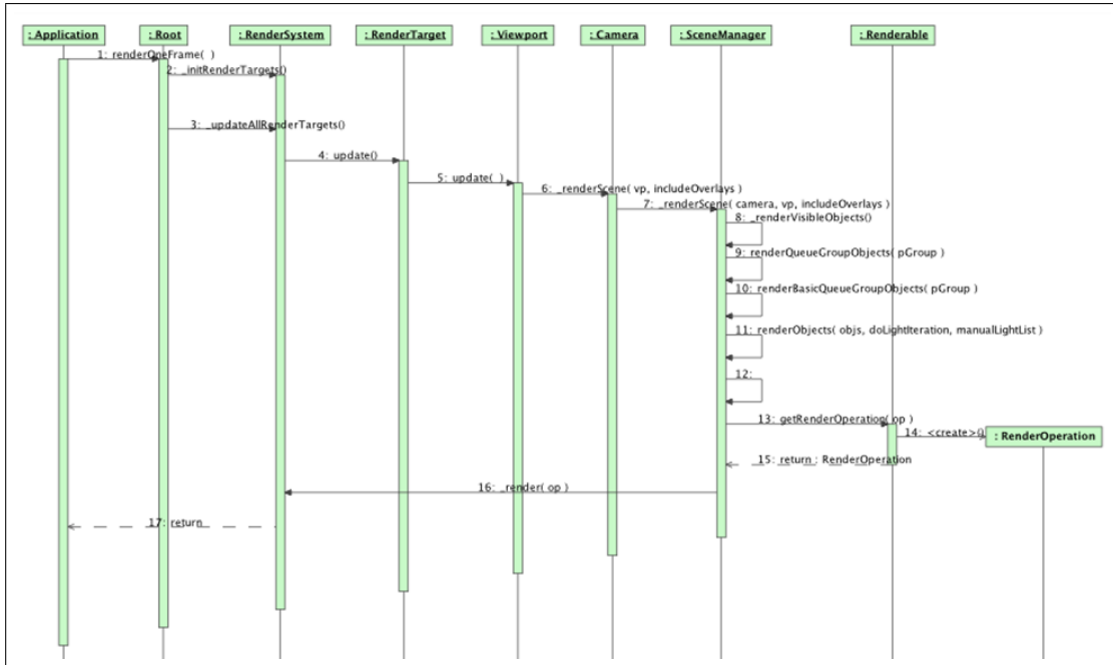 : Application : Root : RenderSystem : RenderTarget : Viewport : Camera : SceneManager : Renderable
1: renderOneFrame( )
2: _initRenderTargets()
3: _updateAllRenderTargets()
4: update()
5: update( )
6: _renderScene( vp, includeOverlays )
7: _renderScene( camera, vp, includeOverlays )
8: _renderVisibleObjects()
9: renderQueueGroupObjects( pGroup )
10: renderBasicQueueGroupObjects( pGroup )
11: renderObjects( objs, doLightIteration, manualLightList )
12:
13: getRenderOperation( op )
14: <create>()
: RenderOperation
15: return : RenderOperation
16: _render( op )
17: return